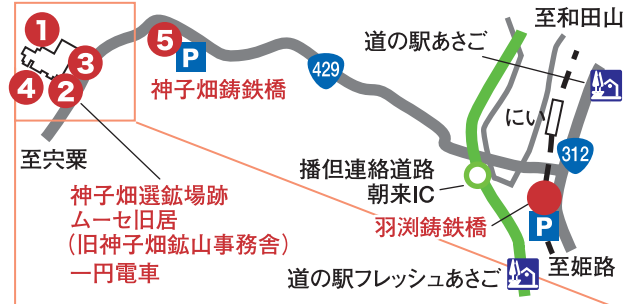 至和田山
道の駅あさご
1
5
P
3
神子畑鋳鉄橋
429
4
2
にい
312
至宍粟
播但連絡道路
朝来IC
神子畑選鉱場跡
ムーセ旧居
(旧神子畑鉱山事務舎)
一円電車
羽渕鋳鉄橋
P
道の駅フレッシュあさご
至姫路